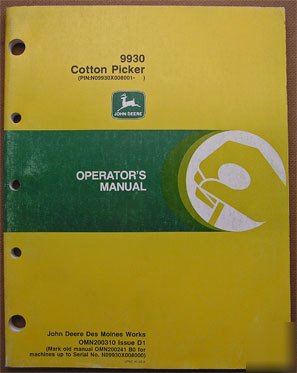 9930
Cotton Picker
(PIN:N09930X008001-      )
JOHN DEERE
OPERATOR'S
MANUAL
John Deere Des Moines Works
OMN200310 Issue D1
(Mark old manual OMN200241 B0 for
machines up to Serial No. N09930X008000)